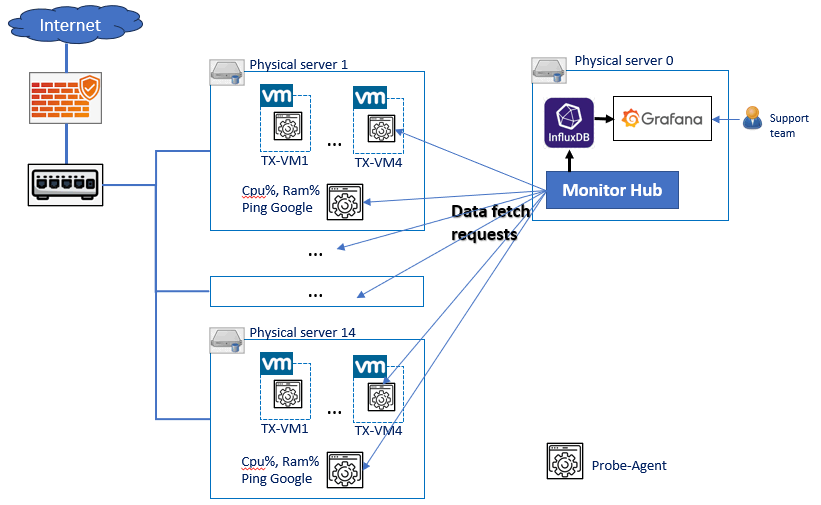 Internet
Physical server 1
vm
vm
...
TX-VM1
TX-VM4
Cpu%, Ram%
Ping Google
...
...
Physical server 14
vm
vm
...
TX-VM1
TX-VM4
Cpu%, Ram%
Ping Google
Data fetch
requests
Physical server 0
InfluxDB
Grafana
Support
team
Monitor Hub
Probe-Agent